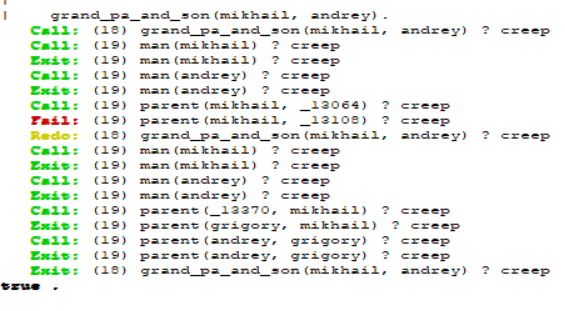 |    grand_pa_and_son(mikhail, andrey).
Call: (18) grand_pa_and_son(mikhail, andrey) ? creep
Call: (19) man(mikhail) ? creep
Exit: (19) man(mikhail) ? creep
Call: (19) man(andrey) ? creep
Exit: (19) man(andrey) ? creep
Call: (19) parent(mikhail, _13064) ? creep
Fail: (19) parent(mikhail, _13108) ? creep
Redo: (18) grand_pa_and_son(mikhail, andrey) ? creep
Call: (19) man(mikhail) ? creep
Exit: (19) man(mikhail) ? creep
Call: (19) man(andrey) ? creep
Exit: (19) man(andrey) ? creep
Call: (19) parent(_13370, mikhail) ? creep
Exit: (19) parent(grigory, mikhail) ? creep
Call: (19) parent(andrey, grigory) ? creep
Exit: (19) parent(andrey, grigory) ? creep
Exit: (18) grand_pa_and_son(mikhail, andrey) ? creep
true .